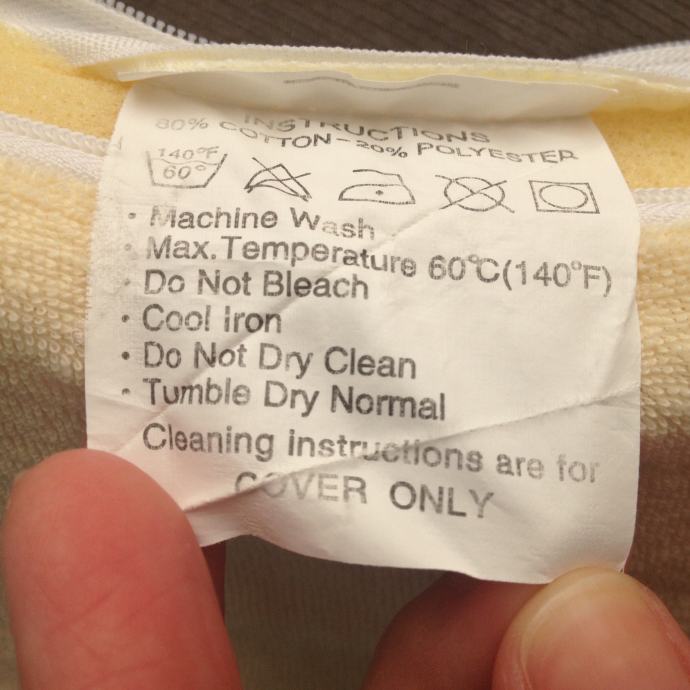 INSTRUCTIONS
80% COTTON-20% POLYESTER
140°F
60°
• Machine Wash
• Max. Temperature 60°C(140°F)
• Do Not Bleach
• Cool Iron
• Do Not Dry Clean
• Tumble Dry Normal
Cleaning instructions are for
COVER ONLY